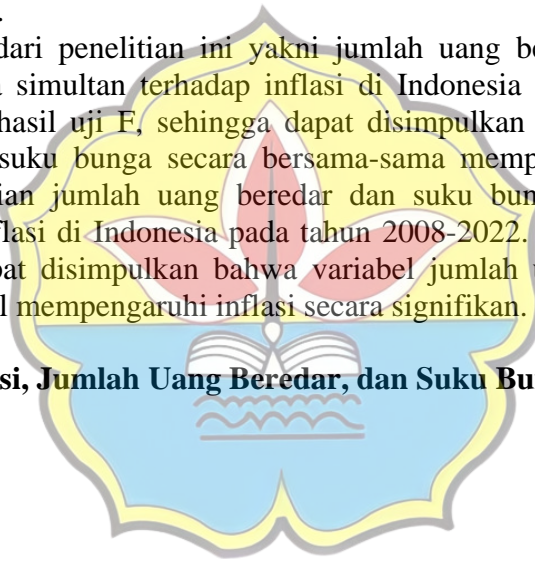 .
dari penelitian ini yakni jumlah uang be
simultan terhadap inflasi di Indonesia
hasil uji F, sehingga dapat disimpulkan
suku bunga secara bersama-sama memp
ian jumlah uang beredar dan suku bun
flasi di Indonesia pada tahun 2008-2022.
pat disimpulkan bahwa variabel jumlah
l mempengaruhi inflasi secara signifikan.
si, Jumlah Uang Beredar, dan Suku Bu